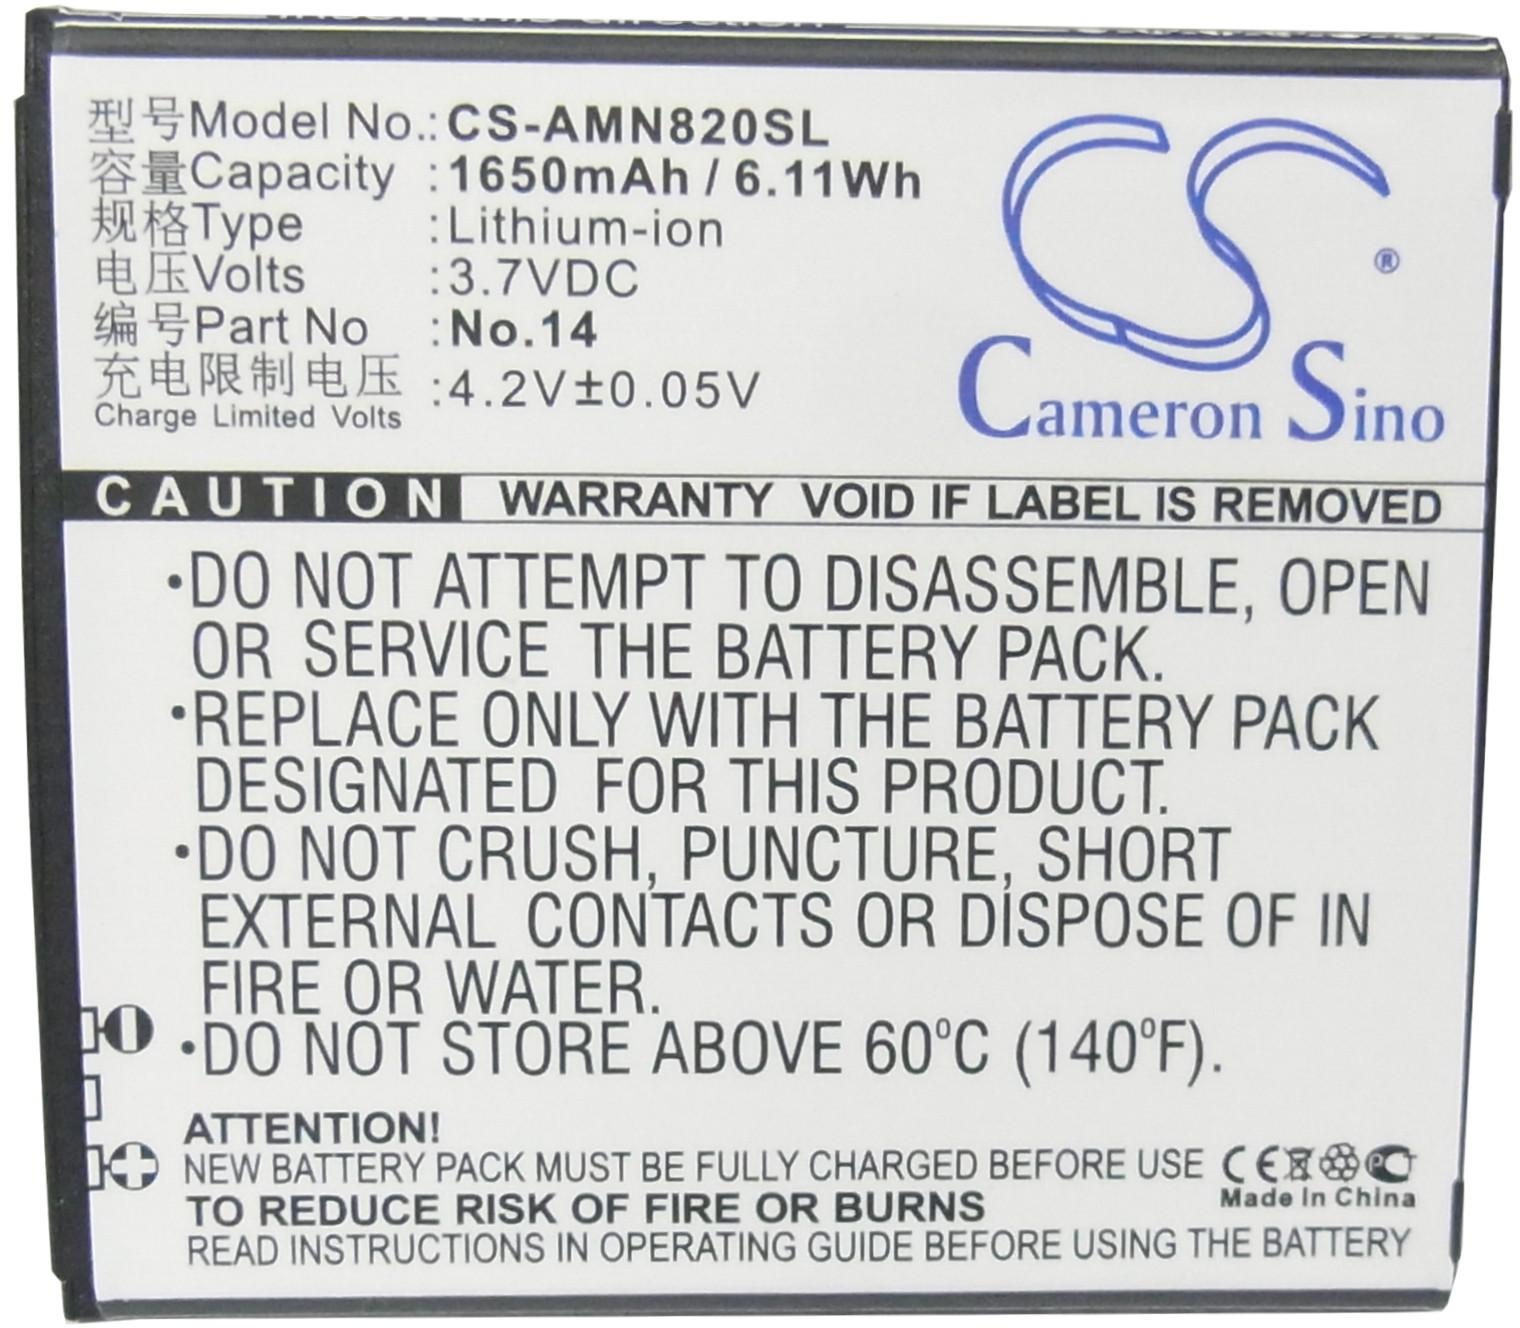 Insert this direction
型号Model No.:CS-AMN820SL
容量Capacity :1650mAh / 6.11Wh
规格Type :Lithium-ion
电压Volts :3.7VDC
编号Part No :No.14
充电限制电压 :4.2V±0.05V
Charge Limited Volts
CS ®
Cameron Sino
CAUTION WARRANTY VOID IF LABEL IS REMOVED
•DO NOT ATTEMPT TO DISASSEMBLE, OPEN
OR SERVICE THE BATTERY PACK.
•REPLACE ONLY WITH THE BATTERY PACK
DESIGNATED FOR THIS PRODUCT.
•DO NOT CRUSH, PUNCTURE, SHORT
EXTERNAL CONTACTS OR DISPOSE OF IN
FIRE OR WATER.
•DO NOT STORE ABOVE 60°C (140°F).
ATTENTION!
NEW BATTERY PACK MUST BE FULLY CHARGED BEFORE USE CE PCT
TO REDUCE RISK OF FIRE OR BURNS Made In China
READ INSTRUCTIONS IN OPERATING GUIDE BEFORE USING THE BATTERY